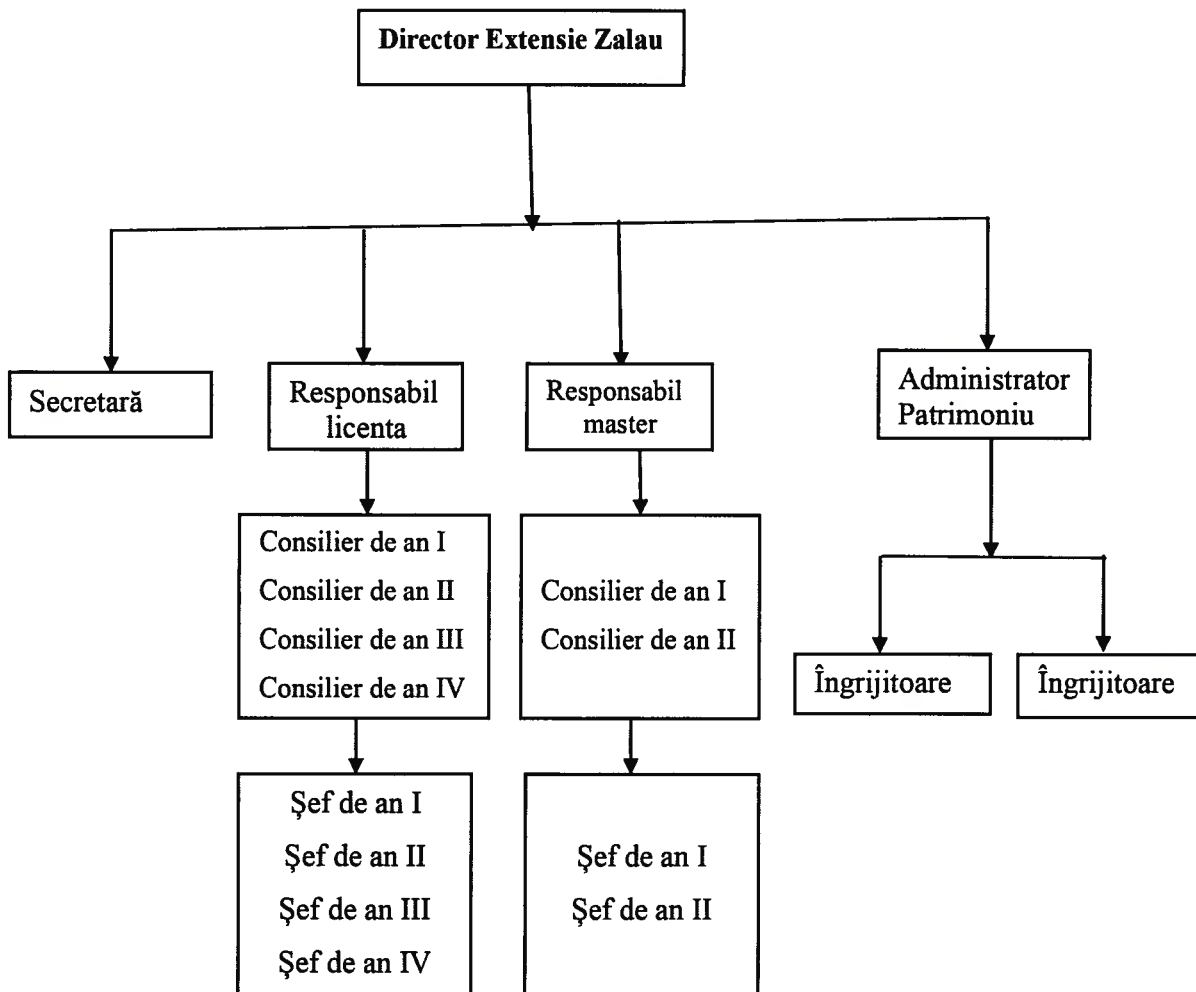 Director Extensie Zalau
Secretară
Responsabil
licenta
Responsabil
master
Administrator
Patrimoniu
Consilier de an I
Consilier de an II
Consilier de an III
Consilier de an IV
Consilier de an I
Consilier de an II
Îngrijitoare
Îngrijitoare
Şef de an I
Şef de an II
Şef de an III
Şef de an IV
Şef de an I
Şef de an II